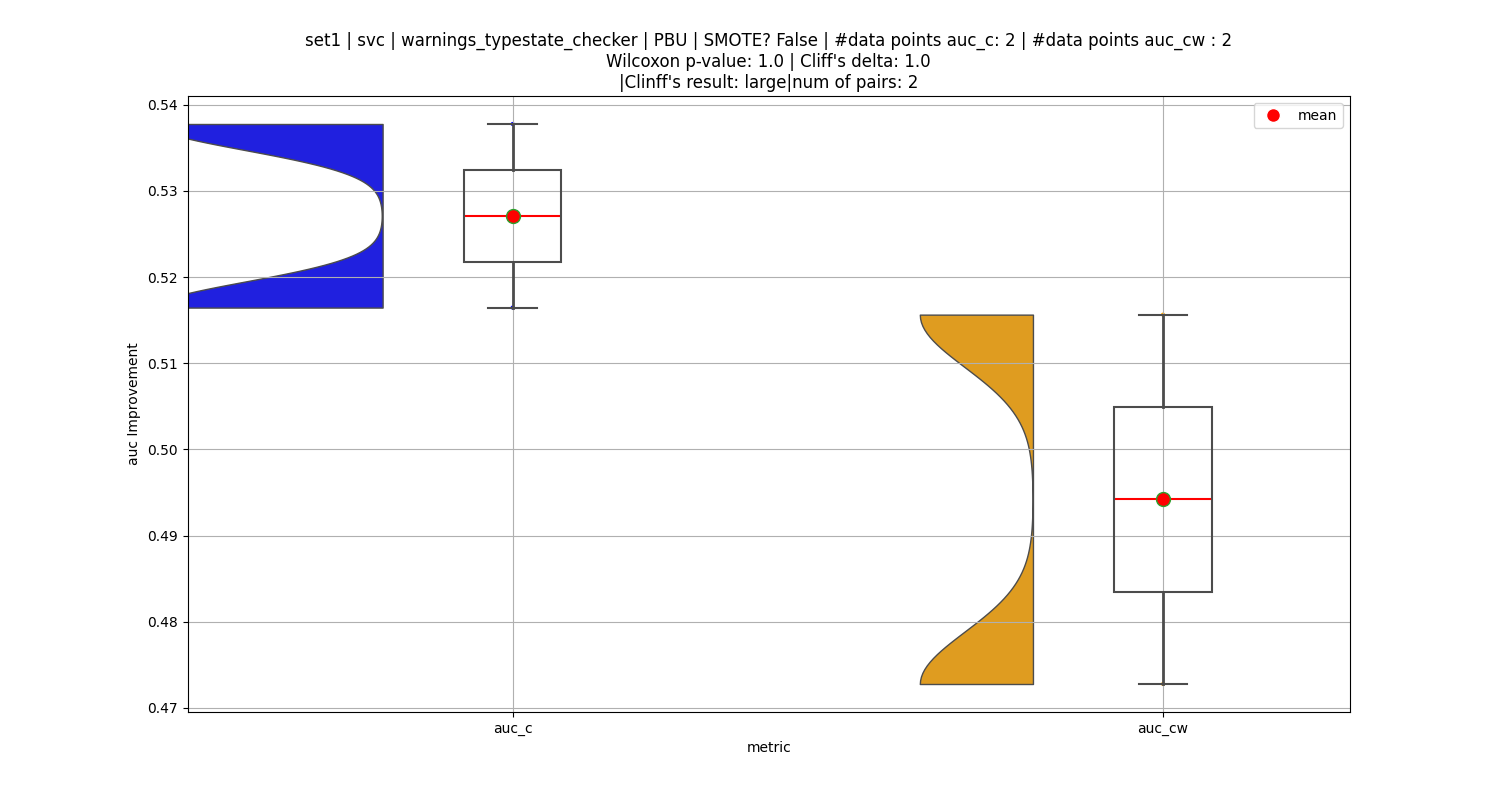 set1 | svc | warnings_typestate_checker | PBU | SMOTE? False | #data points auc_c: 2 | #data points auc_cw : 2
Wilcoxon p-value: 1.0 | Cliff's delta: 1.0
|Clinff's result: large|num of pairs: 2
mean
0.54
0.53
0.52
0.51
0.50
0.49
0.48
0.47
auc Improvement
auc_c
auc_cw
metric